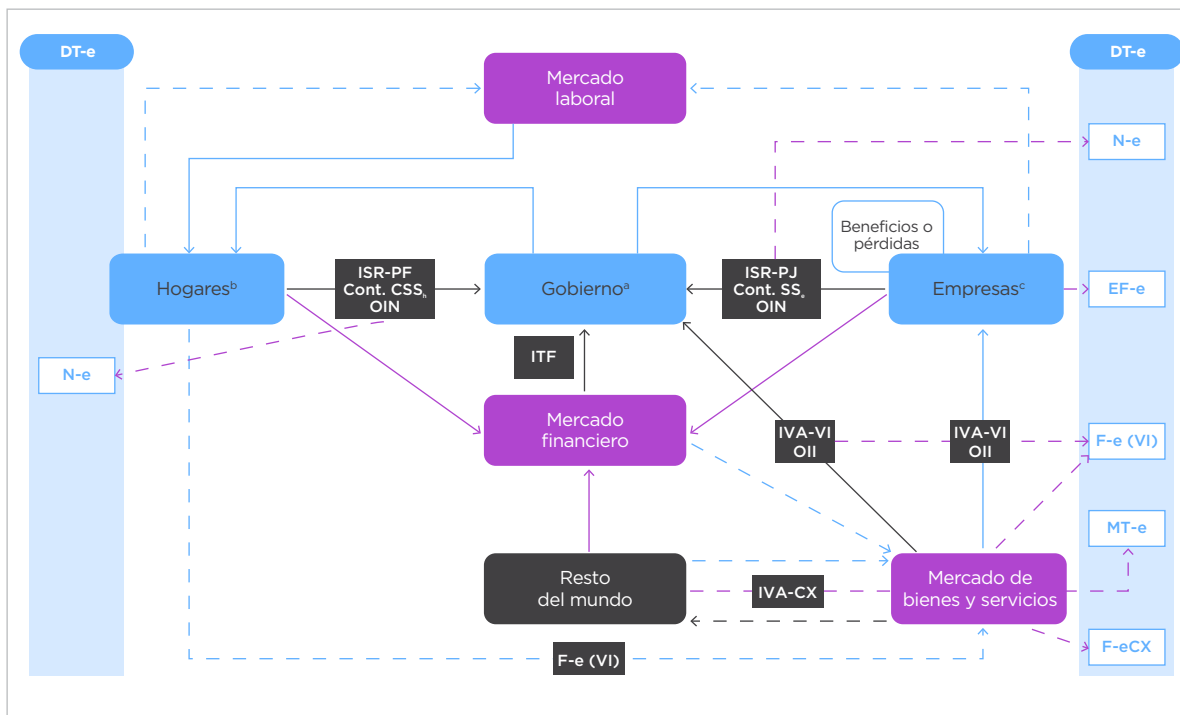 DT-e
DT-e
Mercado
laboral
N-e
Beneficios o
pérdidas
Hogaresᵇ
ISR-PF
Cont. CSSₕ
OIN
Gobiernoᵃ
ISR-PJ
Cont. SSₑ
OIN
Empresasᶜ
EF-e
N-e
ITF
Mercado
financiero
IVA-VI
OII
IVA-VI
OII
F-e (VI)
MT-e
Resto
del mundo
IVA-CX
Mercado de
bienes y servicios
F-e (VI)
F-eCX